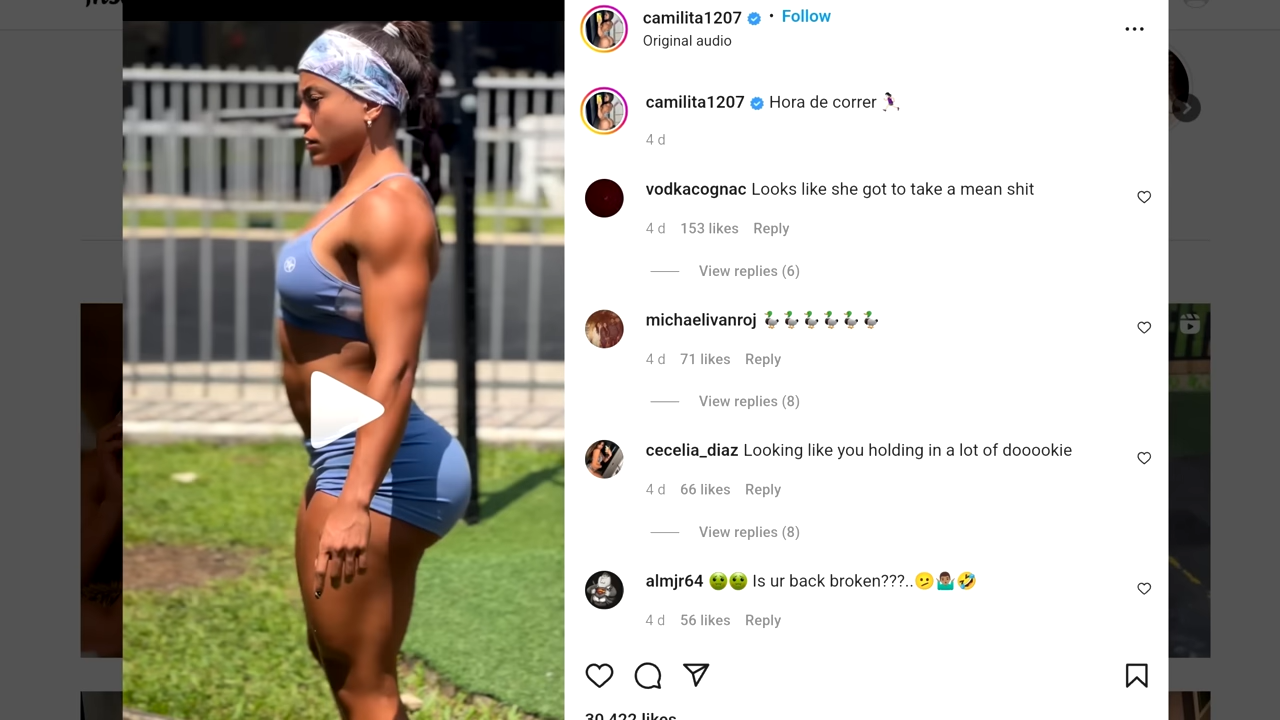 camilita1207 • Follow
Original audio
camilita1207 Hora de correr 🏃🏻‍♀️
4 d
vodkacognac Looks like she got to take a mean shit
4 d 153 likes Reply
View replies (6)
michaelivanroj 🦆🦆🦆🦆🦆🦆
4 d 71 likes Reply
View replies (8)
cecelia_diaz Looking like you holding in a lot of dooookie
4 d 66 likes Reply
View replies (8)
almjr64 🤢🤢 Is ur back broken???..🫤🤷🏽‍♂️🤣
4 d 56 likes Reply
30,422 likes